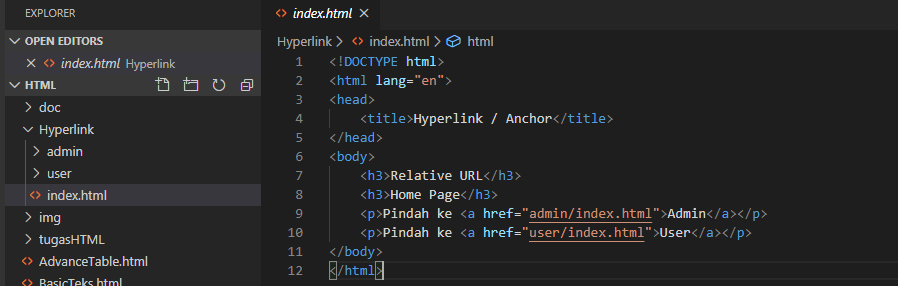 EXPLORER
OPEN EDITORS
index.html Hyperlink
HTML
doc
Hyperlink
admin
user
index.html
img
tugasHTML
AdvanceTable.html
BasicTeks.html
index.html
Hyperlink > index.html > html
1 <!DOCTYPE html>
2 <html lang="en">
3 <head>
4 <title>Hyperlink / Anchor</title>
5 </head>
6 <body>
7 <h3>Relative URL</h3>
8 <h3>Home Page</h3>
9 <p>Pindah ke <a href="admin/index.html">Admin</a></p>
10 <p>Pindah ke <a href="user/index.html">User</a></p>
11 </body>
12 </html>